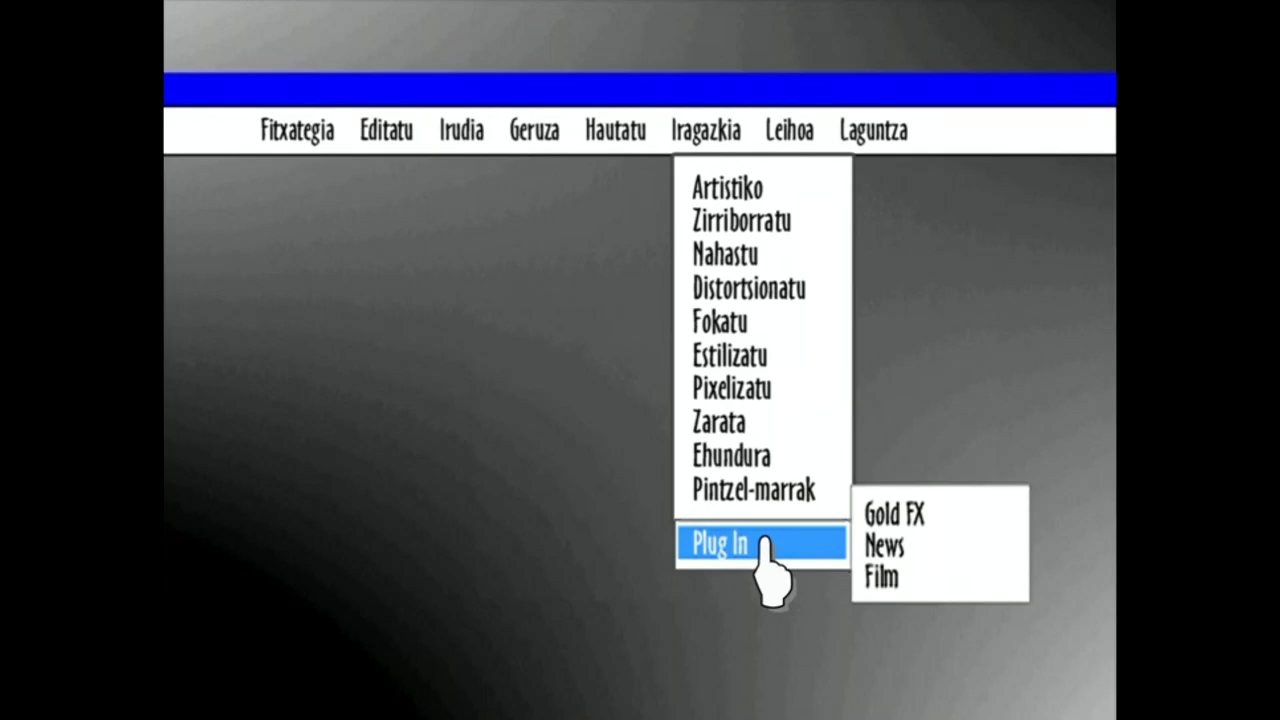 Fitxategia Editatu Irudia Geruza Hautatu Iragazkia Leihoa Laguntza
Artistiko
Zirriborratu
Nahastu
Distortsionatu
Fokatu
Estilizatu
Pixelizatu
Zarata
Ehundura
Pintzel-marrak
Plug In
Gold FX
News
Film